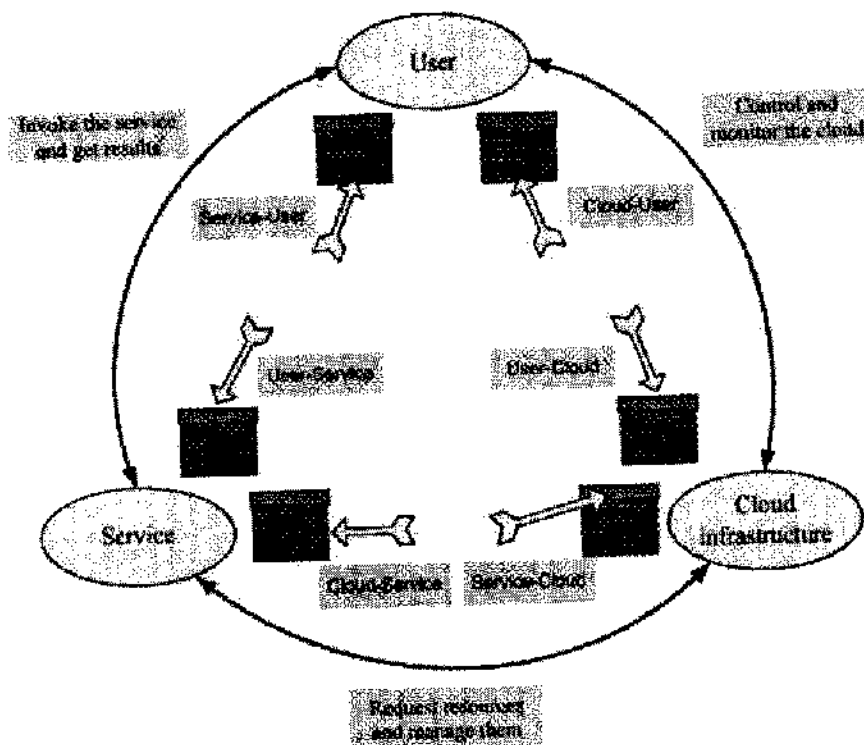 User
Invoke the service
and get results
Control and
monitor the cloud
Service-User
Cloud-User
User-Service
User-Cloud
Service
Cloud
infrastructure
Cloud-Service
Service-Cloud
Request resources
and manage them